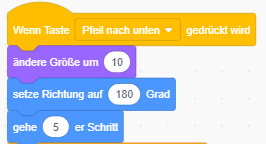 Wenn Taste Pfeil nach unten gedrückt wird
ändere Größe um 10
setze Richtung auf 180 Grad
gehe 5 er Schritt